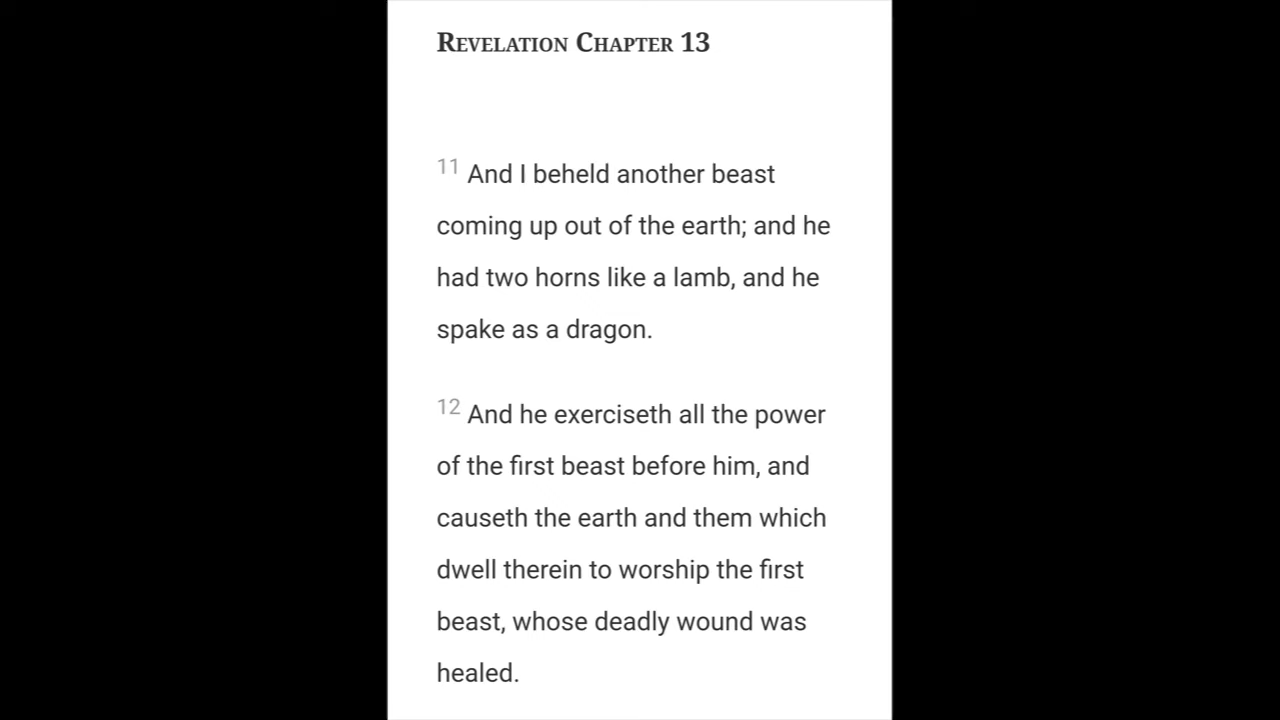 Revelation Chapter 13
11 And I beheld another beast
coming up out of the earth; and he
had two horns like a lamb, and he
spake as a dragon.
12 And he exerciseth all the power
of the first beast before him, and
causeth the earth and them which
dwell therein to worship the first
beast, whose deadly wound was
healed.